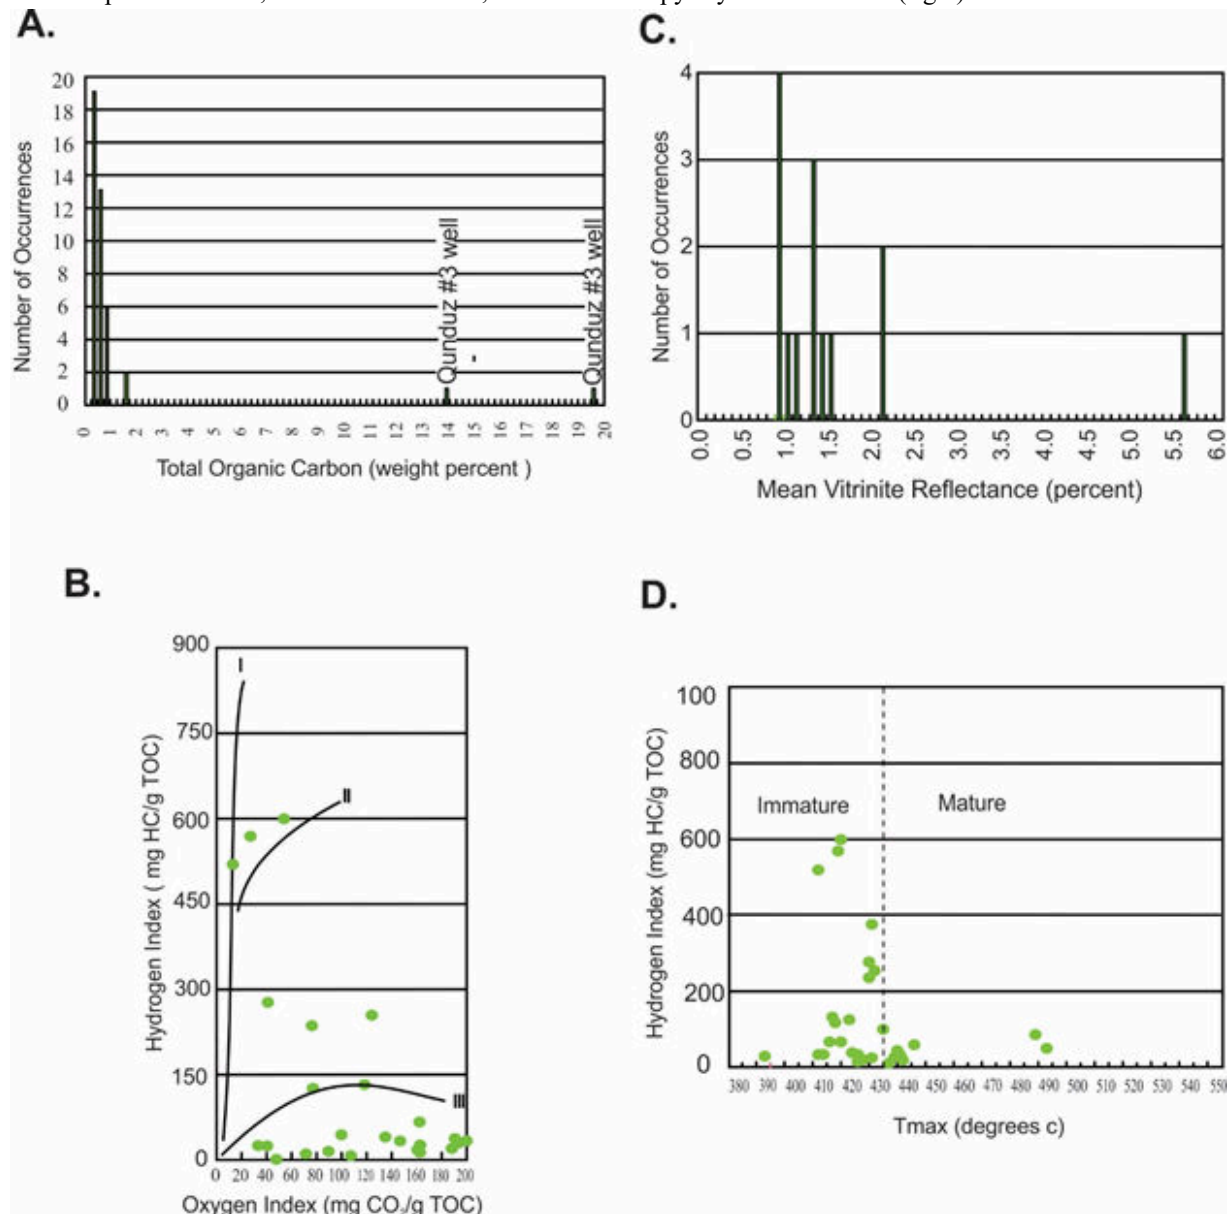 A.
20
18
16
14
12
10
8
6
4
2
0
Number of Occurrences
Qunduz #3 well
Qunduz #3 well
0 1 2 3 4 5 6 7 8 9 10 11 12 13 14 15 16 17 18 19 20
Total Organic Carbon (weight percent )
C.
4
3
2
1
0
Number of Occurrences
0.0 0.5 1.0 1.5 2.0 2.5 3.0 3.5 4.0 4.5 5.0 5.5 6.0
Mean Vitrinite Reflectance (percent)
B.
900
750
600
450
300
150
0
Hydrogen Index ( mg HC/g TOC)
I
II
III
0 20 40 60 80 100 120 140 160 180 200
Oxygen Index (mg CO2/g TOC)
D.
100
800
600
400
200
0
Hydrogen Index (mg HC/g TOC)
Immature
Mature
380 390 400 410 420 430 440 450 460 470 480 490 500 510 520 530 540 550
Tmax (degrees c)